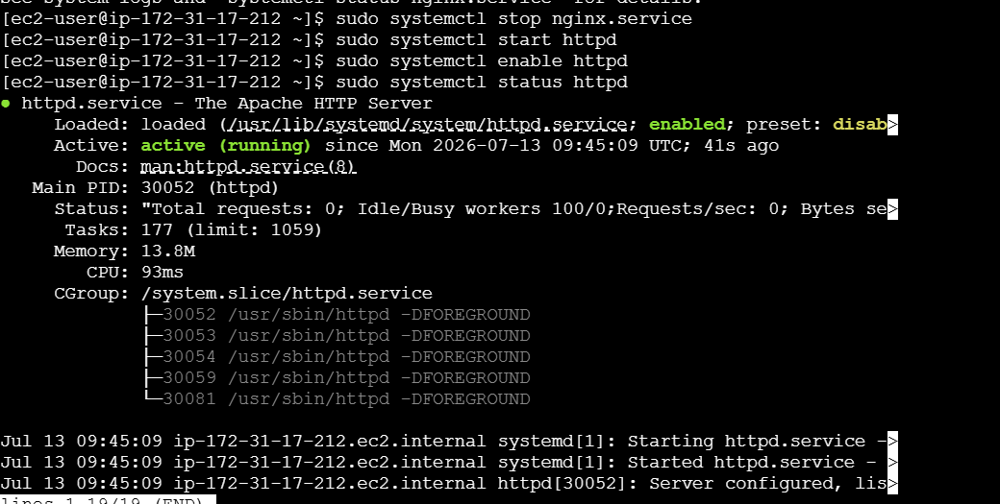 See system logs and 'systemctl status nginx.service' for details.
[ec2-user@ip-172-31-17-212 ~]$ sudo systemctl stop nginx.service
[ec2-user@ip-172-31-17-212 ~]$ sudo systemctl start httpd
[ec2-user@ip-172-31-17-212 ~]$ sudo systemctl enable httpd
[ec2-user@ip-172-31-17-212 ~]$ sudo systemctl status httpd
● httpd.service - The Apache HTTP Server
     Loaded: loaded (/usr/lib/systemd/system/httpd.service; enabled; preset: disab>
     Active: active (running) since Mon 2026-07-13 09:45:09 UTC; 41s ago
       Docs: man:httpd.service(8)
   Main PID: 30052 (httpd)
     Status: "Total requests: 0; Idle/Busy workers 100/0;Requests/sec: 0; Bytes se>
      Tasks: 177 (limit: 1059)
     Memory: 13.8M
        CPU: 93ms
     CGroup: /system.slice/httpd.service
             ├─30052 /usr/sbin/httpd -DFOREGROUND
             ├─30053 /usr/sbin/httpd -DFOREGROUND
             ├─30054 /usr/sbin/httpd -DFOREGROUND
             ├─30059 /usr/sbin/httpd -DFOREGROUND
             └─30081 /usr/sbin/httpd -DFOREGROUND
Jul 13 09:45:09 ip-172-31-17-212.ec2.internal systemd[1]: Starting httpd.service ->
Jul 13 09:45:09 ip-172-31-17-212.ec2.internal systemd[1]: Started httpd.service - >
Jul 13 09:45:09 ip-172-31-17-212.ec2.internal httpd[30052]: Server configured, lis>
lines 1-19/19 (END)